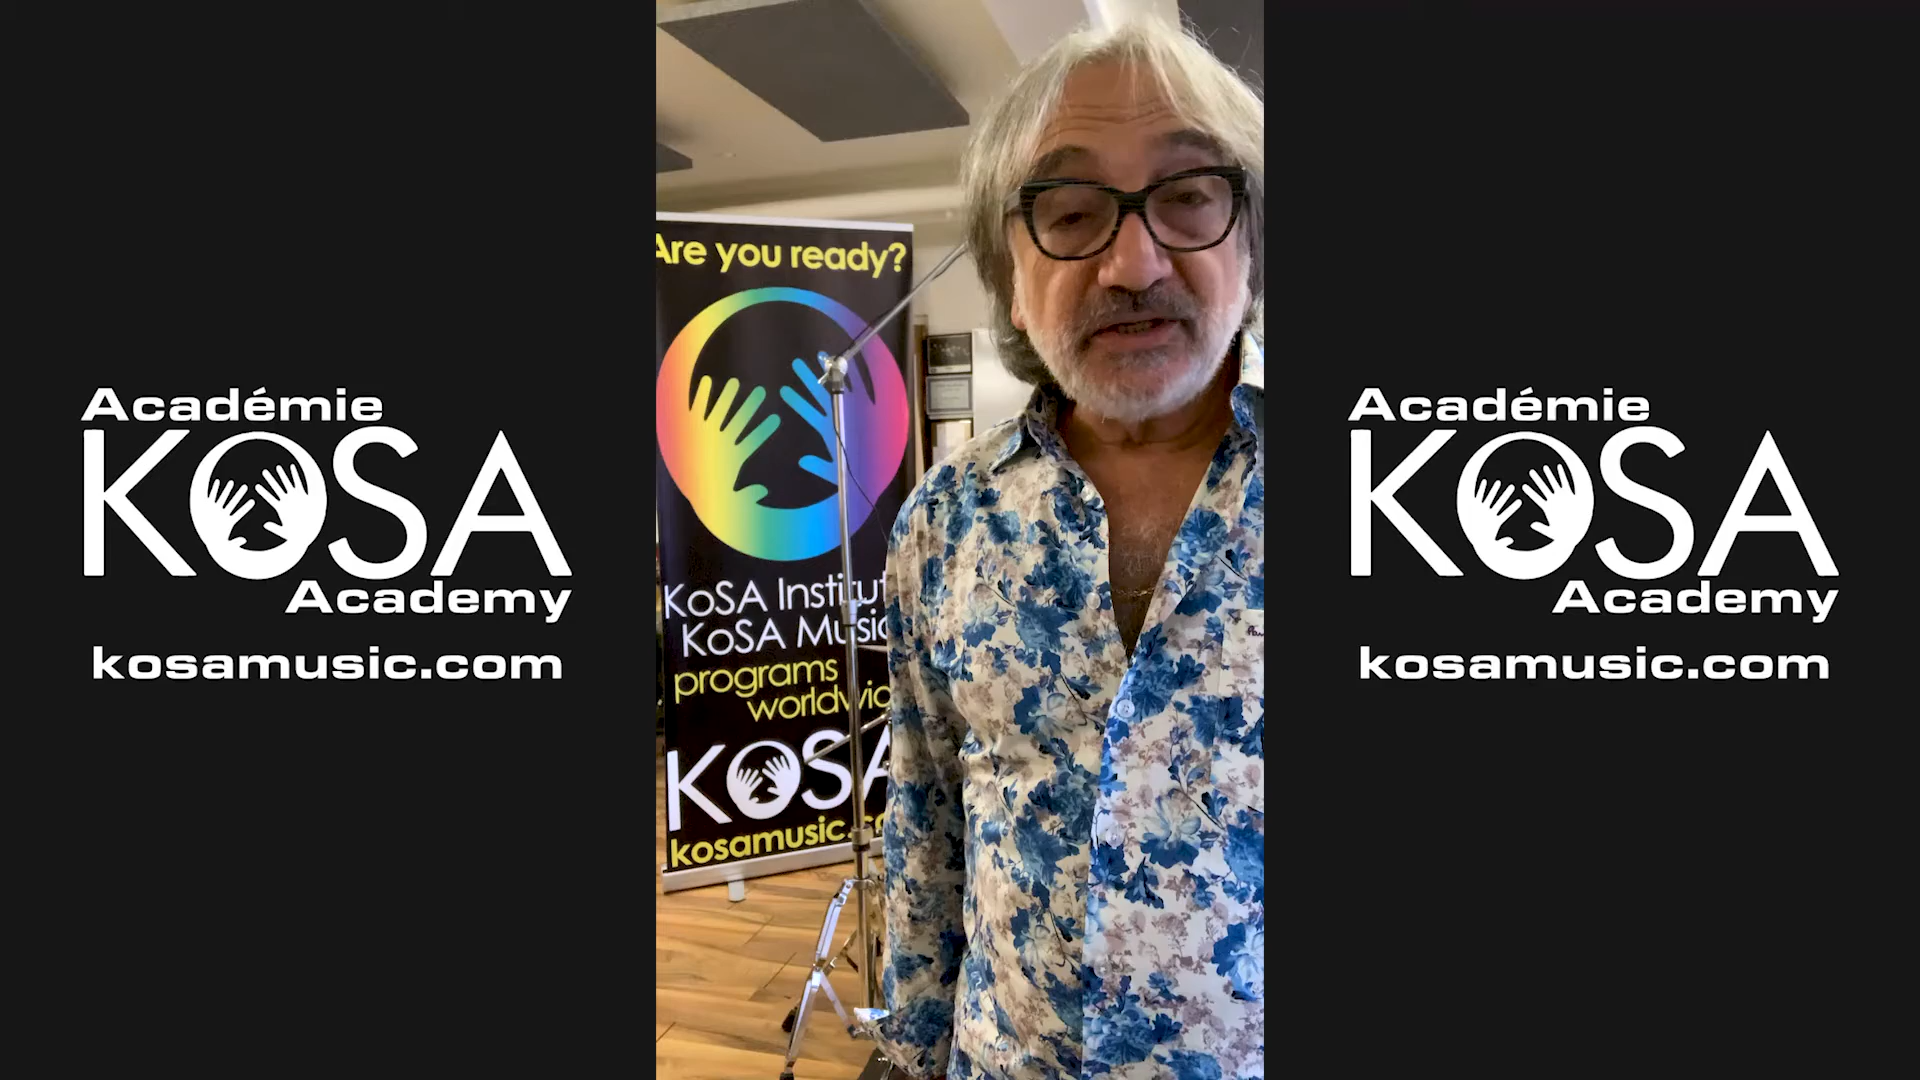 Académie
KOSA
Academy
kosamusic.com
Are you ready?
KoSA Institut
KoSA Music
programs
worldwid
KOSA
kosamusic.co
Académie
KOSA
Academy
kosamusic.com